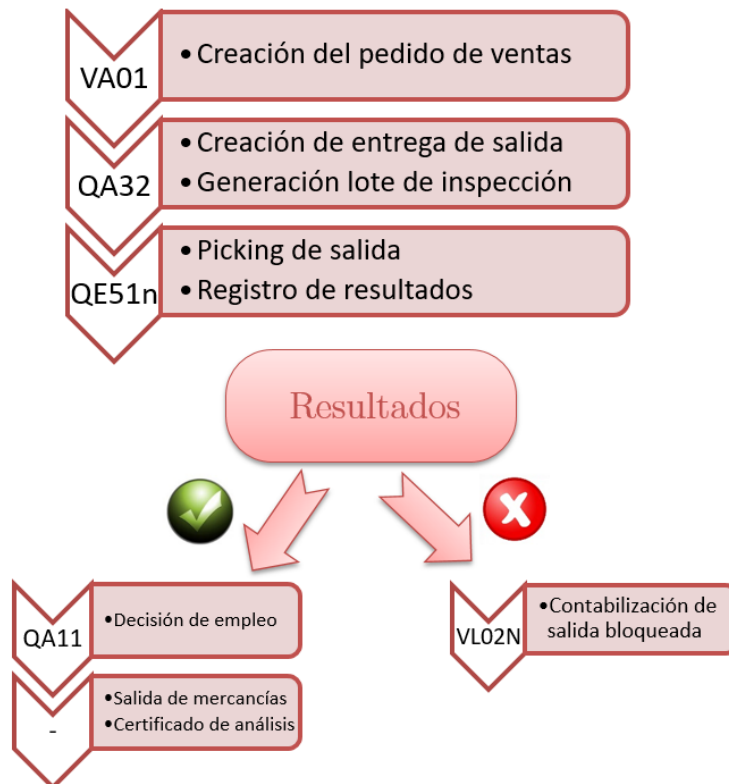 VA01
• Creación del pedido de ventas
QA32
• Creación de entrega de salida
• Generación lote de inspección
QE51n
• Picking de salida
• Registro de resultados
Resultados
QA11
•Decisión de empleo
-
•Salida de mercancías
•Certificado de análisis
VL02N
•Contabilización de
salida bloqueada